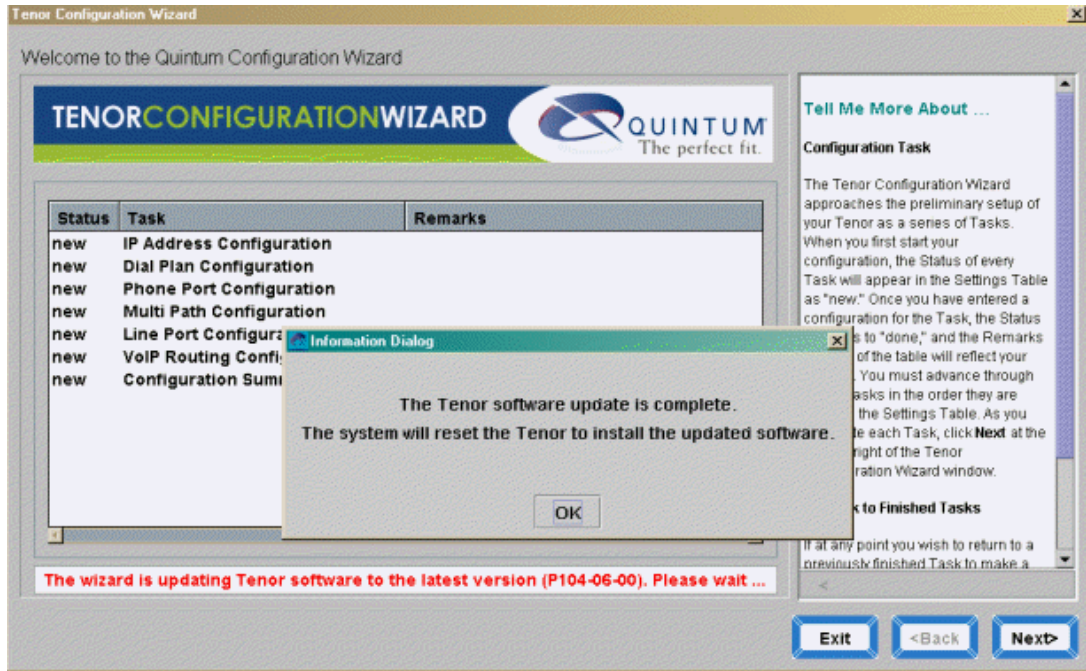 Tenor Configuration Wizard
Welcome to the Quintum Configuration Wizard
TENORCONFIGURATIONWIZARD
QUINTUM
The perfect fit.
Status Task Remarks
new IP Address Configuration
new Dial Plan Configuration
new Phone Port Configuration
new Multi Path Configuration
new Line Port Configura
new VoIP Routing Confi
new Configuration Sum
Information Dialog
The Tenor software update is complete.
The system will reset the Tenor to install the updated software.
OK
The wizard is updating Tenor software to the latest version (P104-06-00). Please wait ...
Tell Me More About ...
Configuration Task
The Tenor Configuration Wizard
approaches the preliminary setup of
your Tenor as a series of Tasks.
When you first start your
configuration, the Status of every
Task will appear in the Settings Table
as "new." Once you have entered a
configuration for the Task, the Status
s to "done," and the Remarks
of the table will reflect your
. You must advance through
asks in the order they are
the Settings Table. As you
te each Task, click Next at the
right of the Tenor
ration Wizard window.
k to Finished Tasks
If at any point you wish to return to a
previously finished Task to make a
Exit <Back Next>